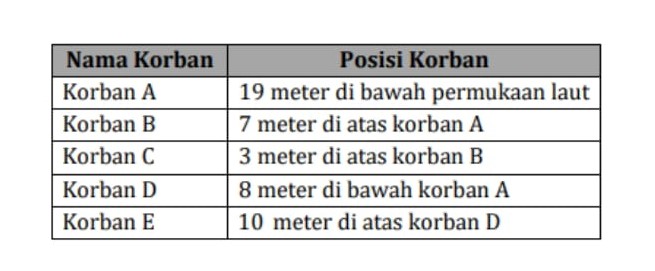 Nama Korban Posisi Korban
Korban A 19 meter di bawah permukaan laut
Korban B 7 meter di atas korban A
Korban C 3 meter di atas korban B
Korban D 8 meter di bawah korban A
Korban E 10 meter di atas korban D